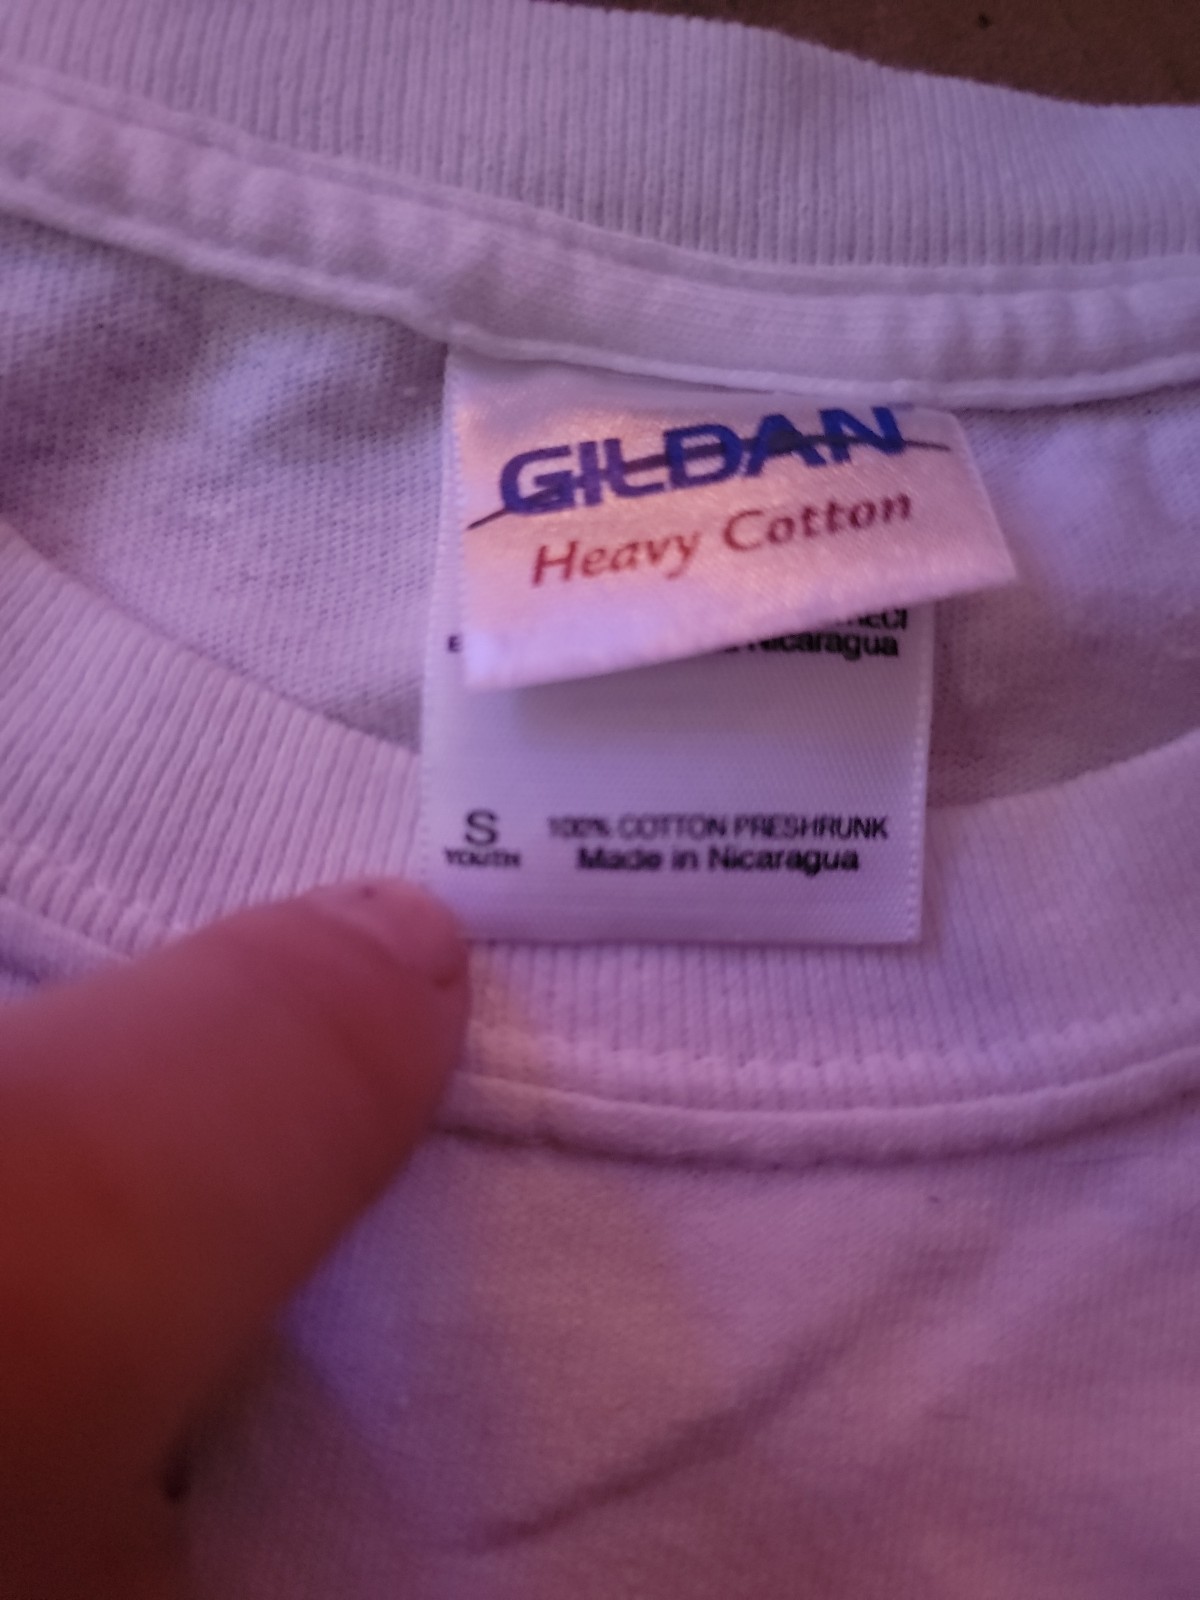 GILDAN
Heavy Cotton
Nicaragua
S
YOUTH
100% COTTON PRESHRUNK
Made in Nicaragua